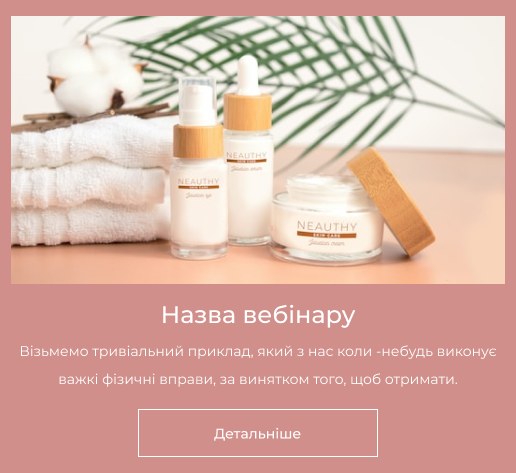 NEAUTHY
SKIN CARE
NEAUTHY
SKIN CARE
NEAUTHY
SKIN CARE
Назва вебінару
Візьмемо тривіальний приклад, який з нас коли -небудь виконує
важкі фізичні вправи, за винятком того, щоб отримати.
Детальніше